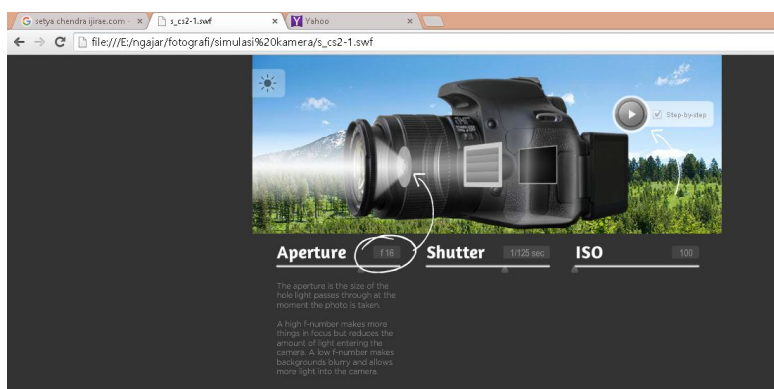 setya chendra ijirae.com -
s_cs2-1.swf
Yahoo
file:///E:/ngajar/fotografi/simulasi%20kamera/s_cs2-1.swf
Step-by-step
Aperture
f 16
Shutter
1/125 sec
ISO
100
The aperture is the size of the
hole light passes through at the
moment the photo is taken.
A high f-number makes more
things in focus but reduces the
amount of light entering the
camera. A low f-number makes
backgrounds blurry and allows
more light into the camera.